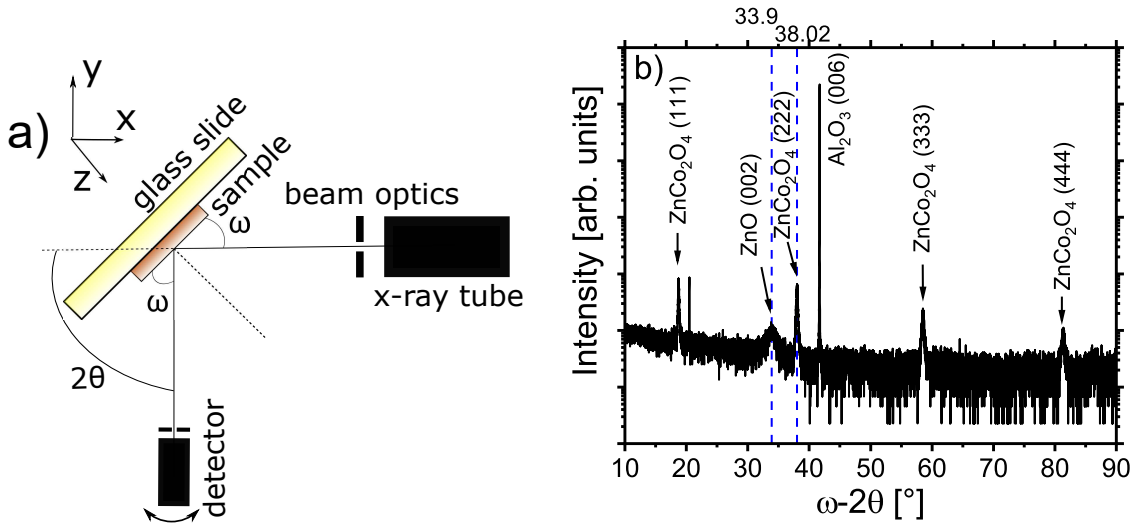 a)
y
x
z
glass slide
sample
ω
beam optics
x-ray tube
ω
2θ
detector
33.9
38.02
b)
Intensity [arb. units]
ZnCo₂O₄ (111)
ZnO (002)
ZnCo₂O₄ (222)
Al₂O₃ (006)
ZnCo₂O₄ (333)
ZnCo₂O₄ (444)
10 20 30 40 50 60 70 80 90
ω-2θ [°]